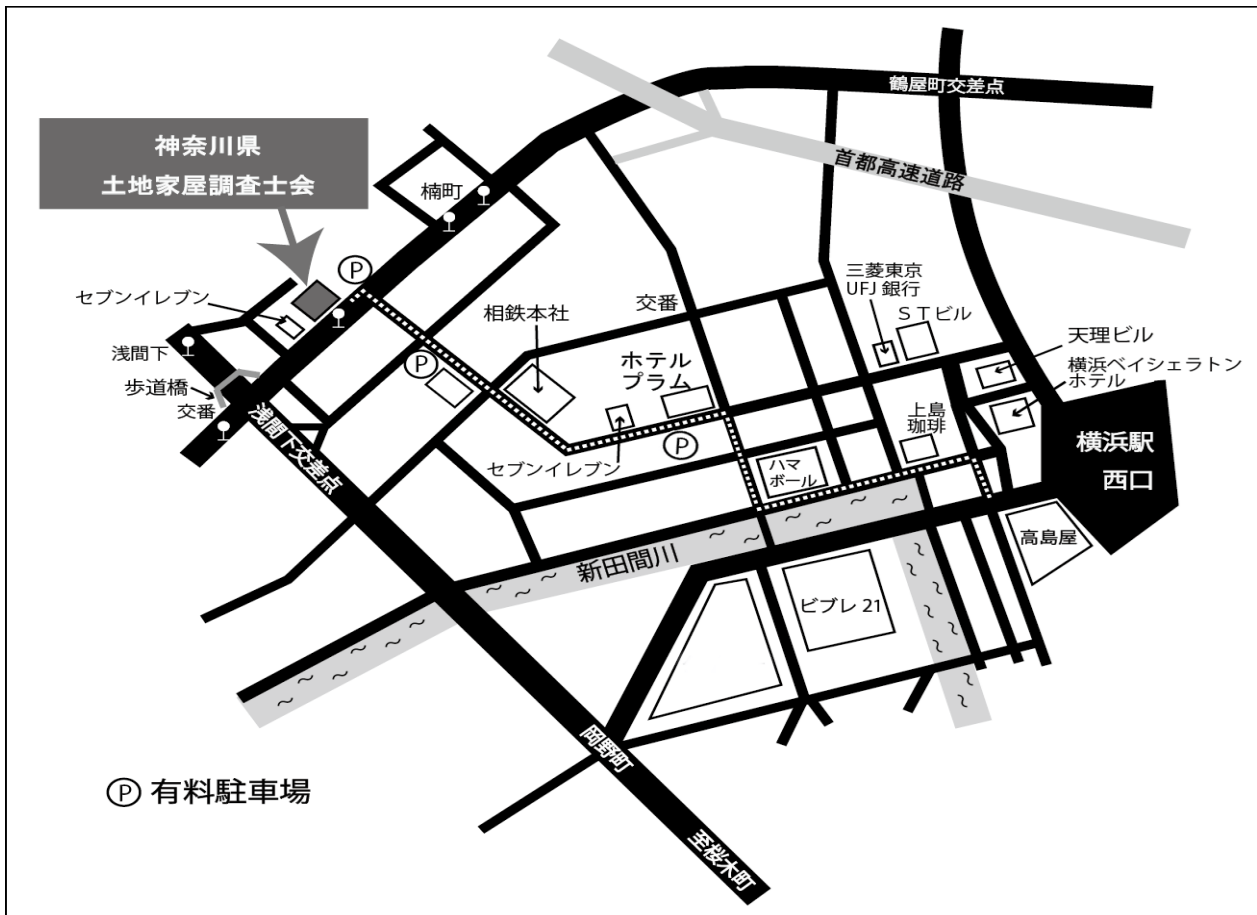 鶴屋町交差点
首都高速道路
神奈川県
土地家屋調査士会
楠町
P
セブンイレブン
浅間下
歩道橋
交番
浅間下交差点
P
相鉄本社
交番
ホテル
プラム
セブンイレブン
P
三菱東京
UFJ 銀行
STビル
天理ビル
横浜ベイシェラトン
ホテル
上島
珈琲
ハマ
ボール
横浜駅
西口
高島屋
新田間川
ビブレ 21
岡野町
至桜木町
P 有料駐車場